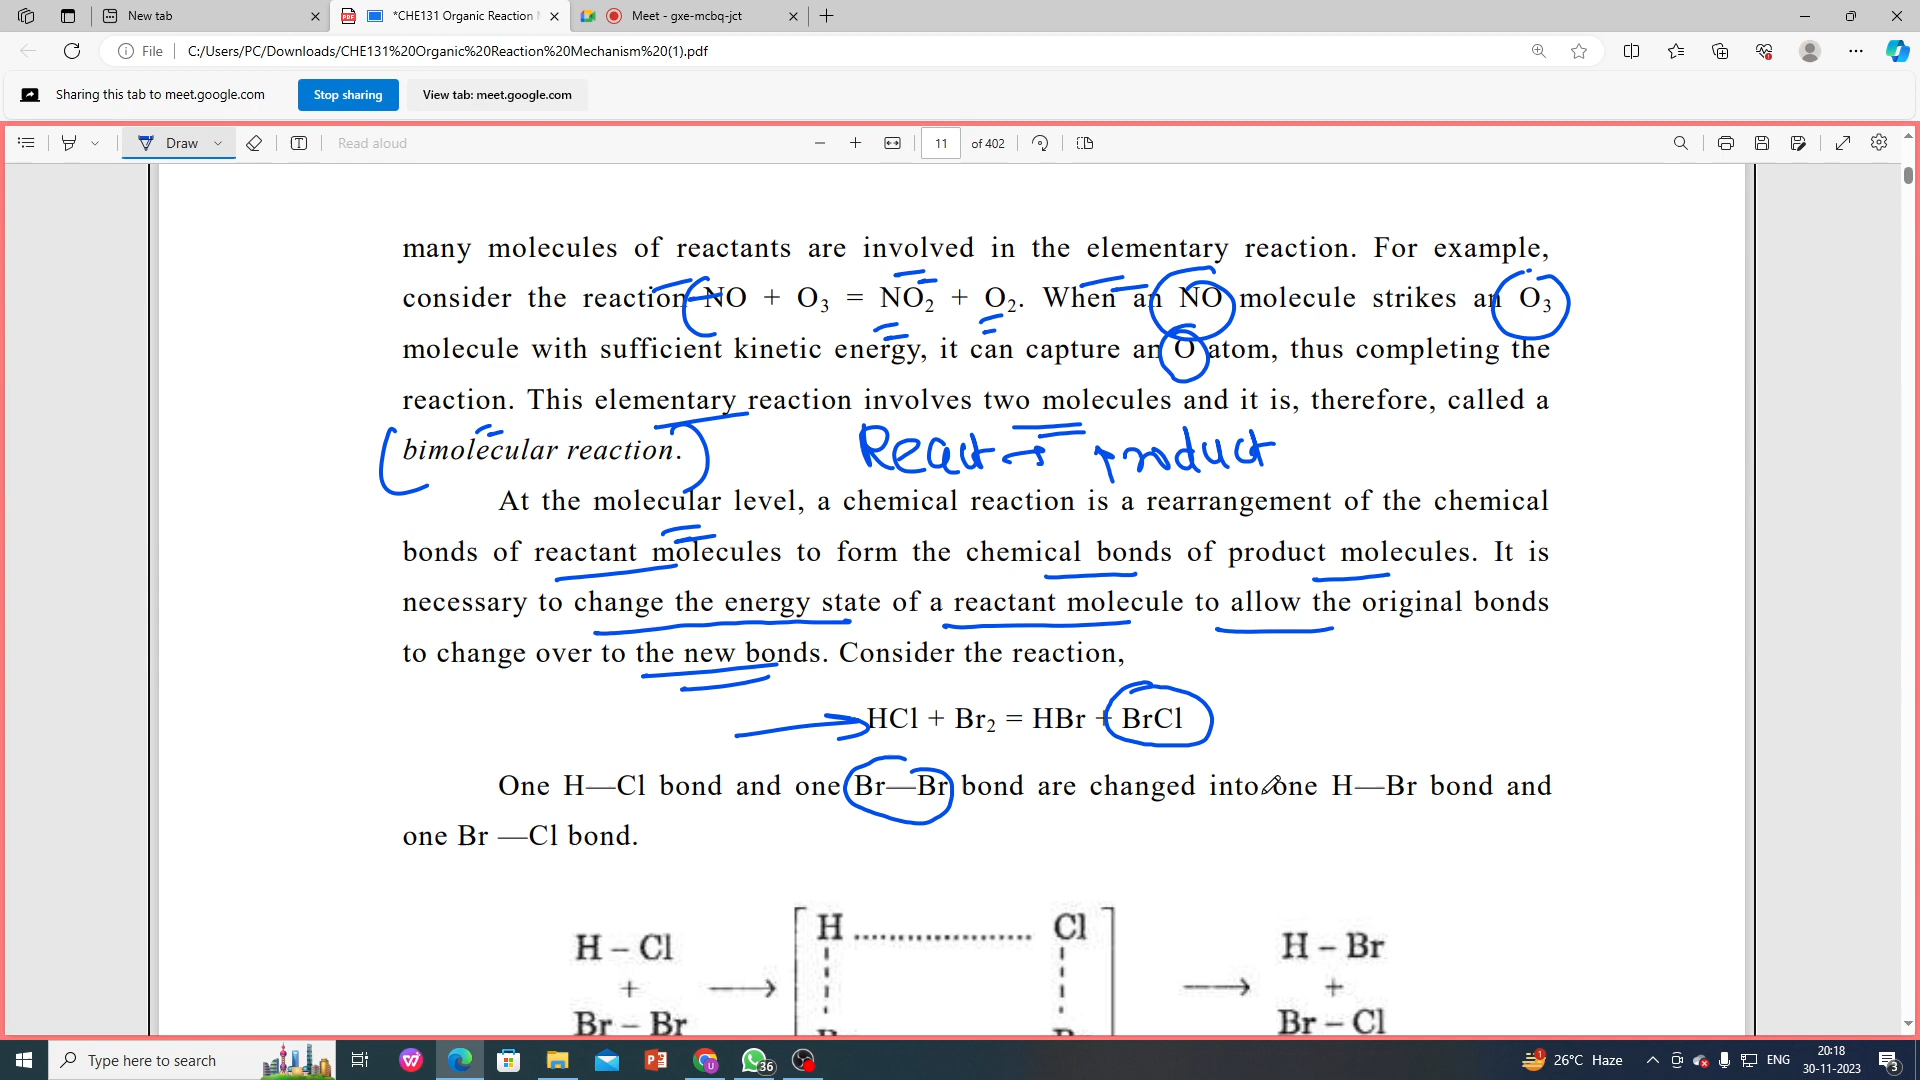 New tab
*CHE131 Organic Reaction M
Meet - gxe-mcbq-jct
File
C:/Users/PC/Downloads/CHE131%20Organic%20Reaction%20Mechanism%20(1).pdf
Sharing this tab to meet.google.com
Stop sharing
View tab: meet.google.com
Draw
Read aloud
11 of 402
many molecules of reactants are involved in the elementary reaction. For example,
consider the reaction NO + O3 = NO2 + O2. When an NO molecule strikes an O3
molecule with sufficient kinetic energy, it can capture an O atom, thus completing the
reaction. This elementary reaction involves two molecules and it is, therefore, called a
bimolecular reaction.
React → Product
At the molecular level, a chemical reaction is a rearrangement of the chemical
bonds of reactant molecules to form the chemical bonds of product molecules. It is
necessary to change the energy state of a reactant molecule to allow the original bonds
to change over to the new bonds. Consider the reaction,
HCl + Br2 = HBr + BrCl
One H—Cl bond and one Br—Br bond are changed into one H—Br bond and
one Br —Cl bond.
H – Cl
+
Br – Br
H Cl
H – Br
+
Br – Cl
Type here to search
36
26°C Haze
ENG
20:18
30-11-2023
3